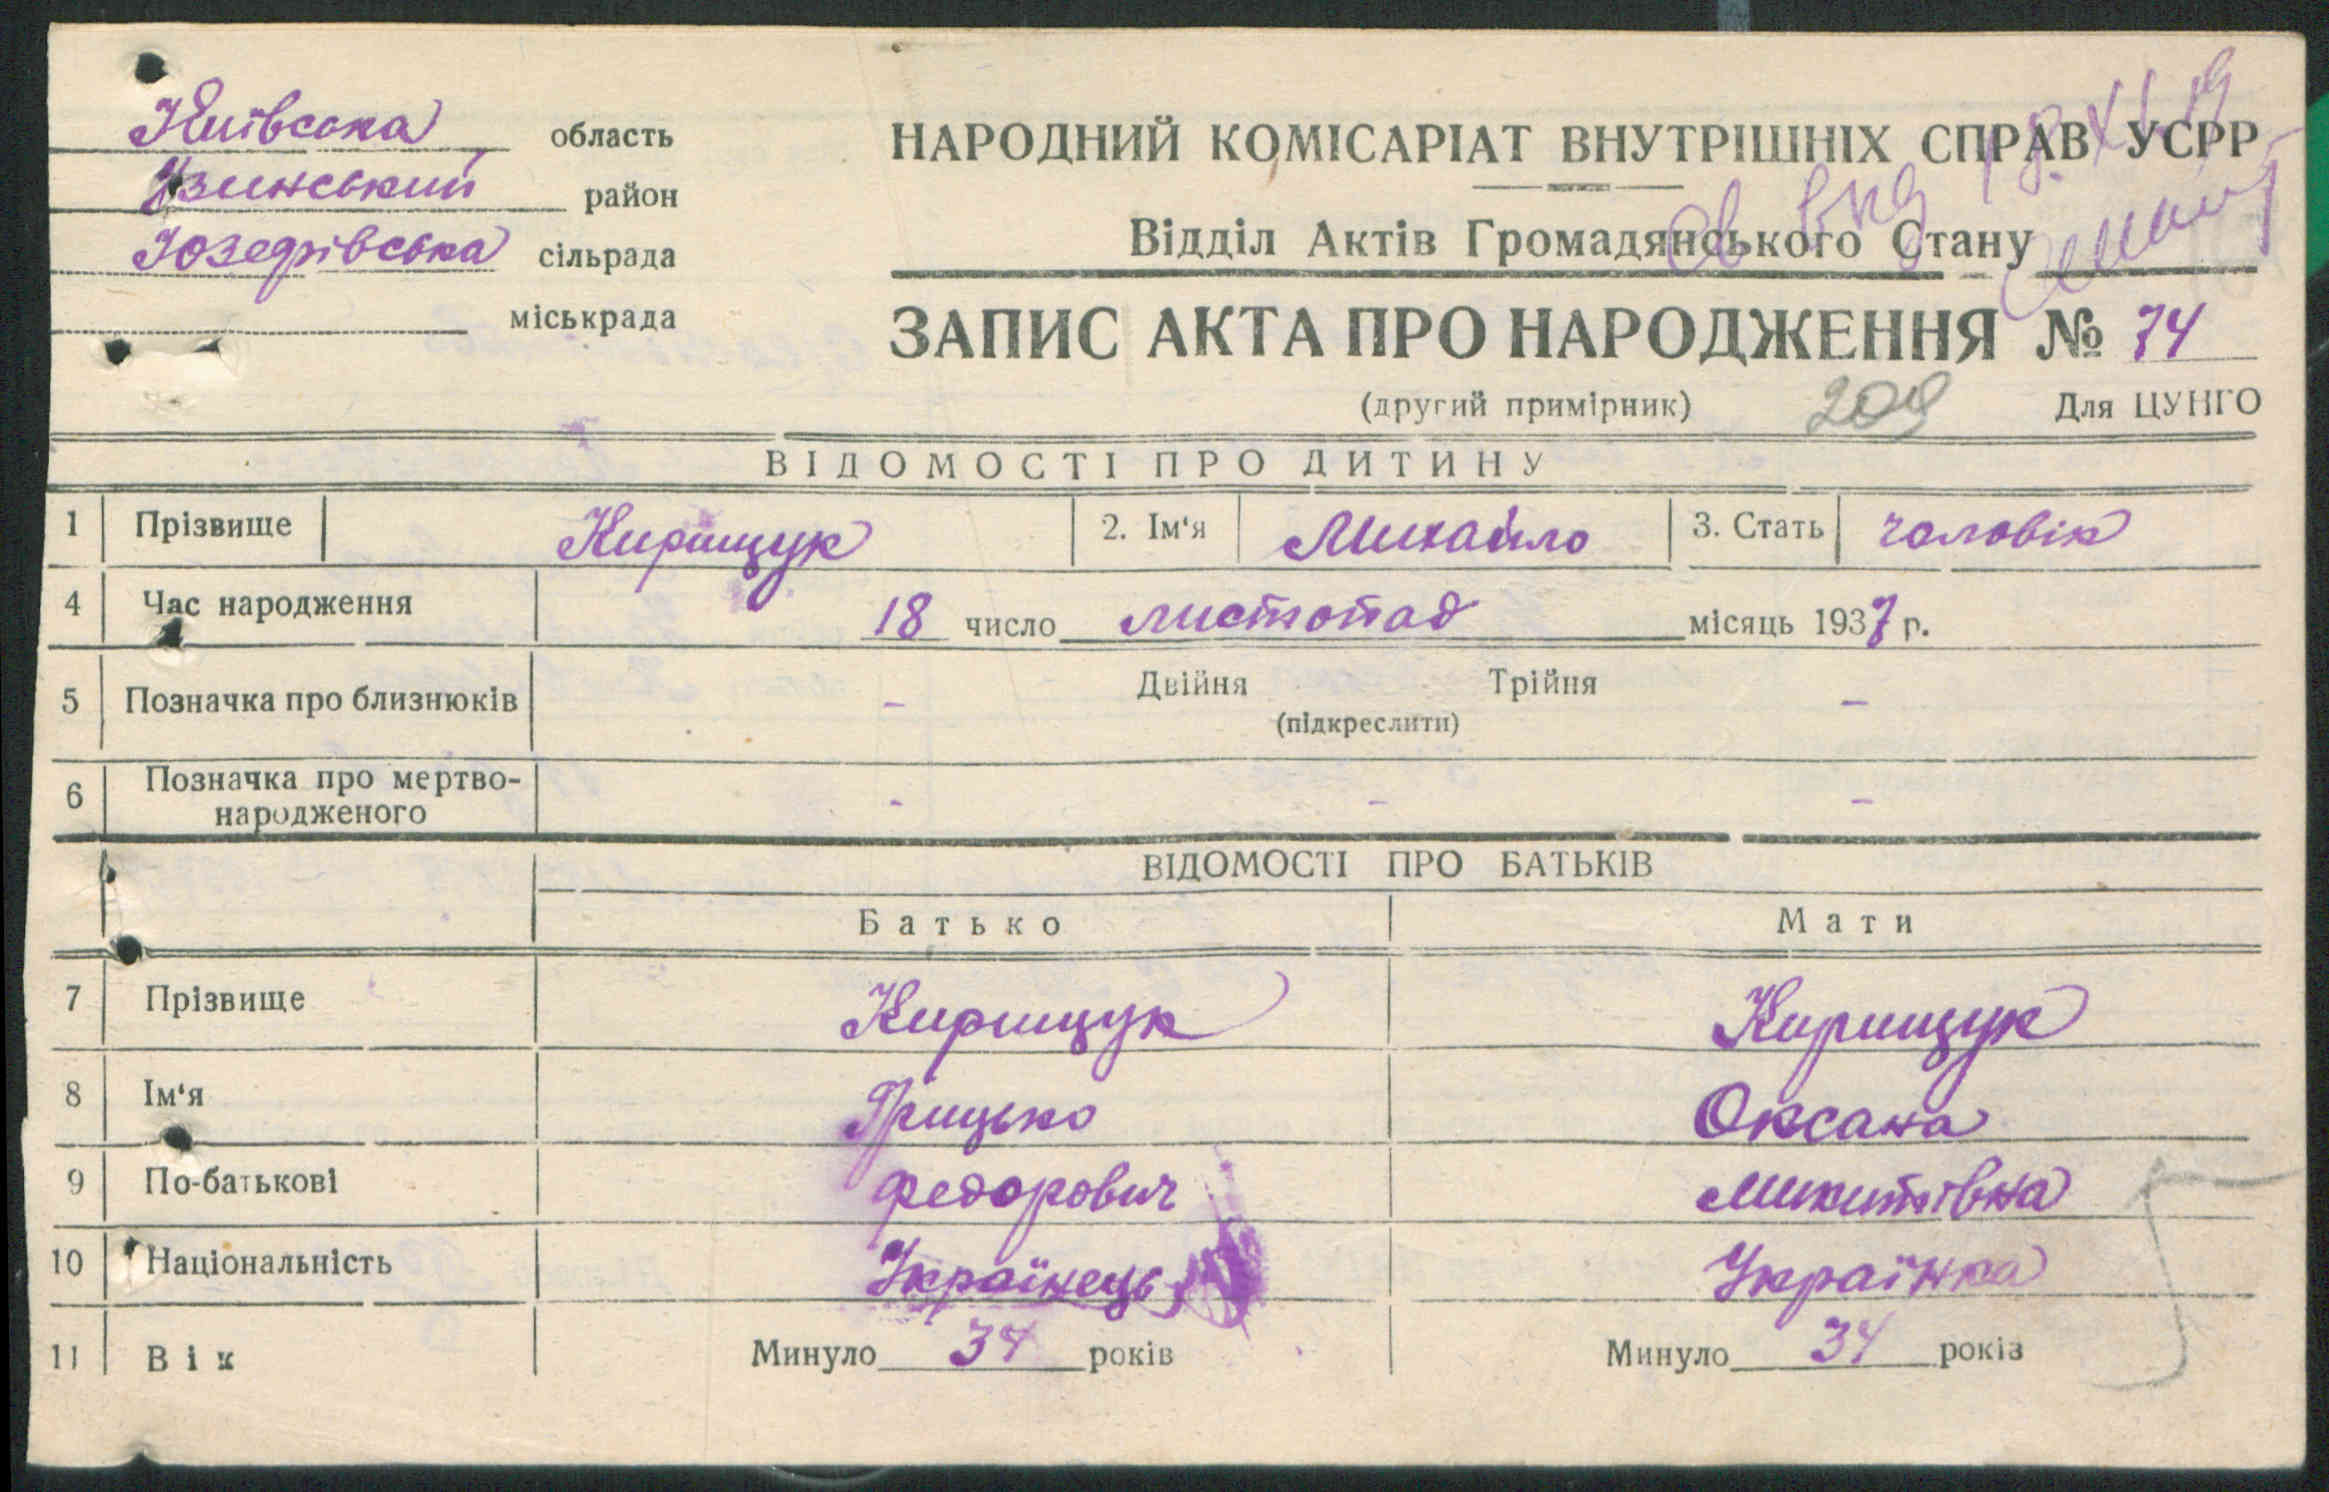 Київська область
Узинський район
Юзефівська сільрада
міськрада
НАРОДНИЙ КОМІСАРІАТ ВНУТРІШНІХ СПРАВ УСРР
Відділ Актів Громадянського Стану
ЗАПИС АКТА ПРО НАРОДЖЕННЯ № 74
(другий примірник) 209 Для ЦУНГО
ВІДОМОСТІ ПРО ДИТИНУ
1 Прізвище Кирищук 2. Ім‘я Михайло 3. Стать чоловік
4 Час народження 18 число листопад місяць 1937 р.
5 Позначка про близнюків - Двійня Трійня -
(підкреслити)
6 Позначка про мертво-
народженого - - -
ВІДОМОСТІ ПРО БАТЬКІВ
Батько Мати
7 Прізвище Кирищук Кирищук
8 Ім‘я Грицько Оксана
9 По-батькові Федорович Микитівна
10 Національність Українець Українка
11 Вік Минуло 34 років Минуло 34 років